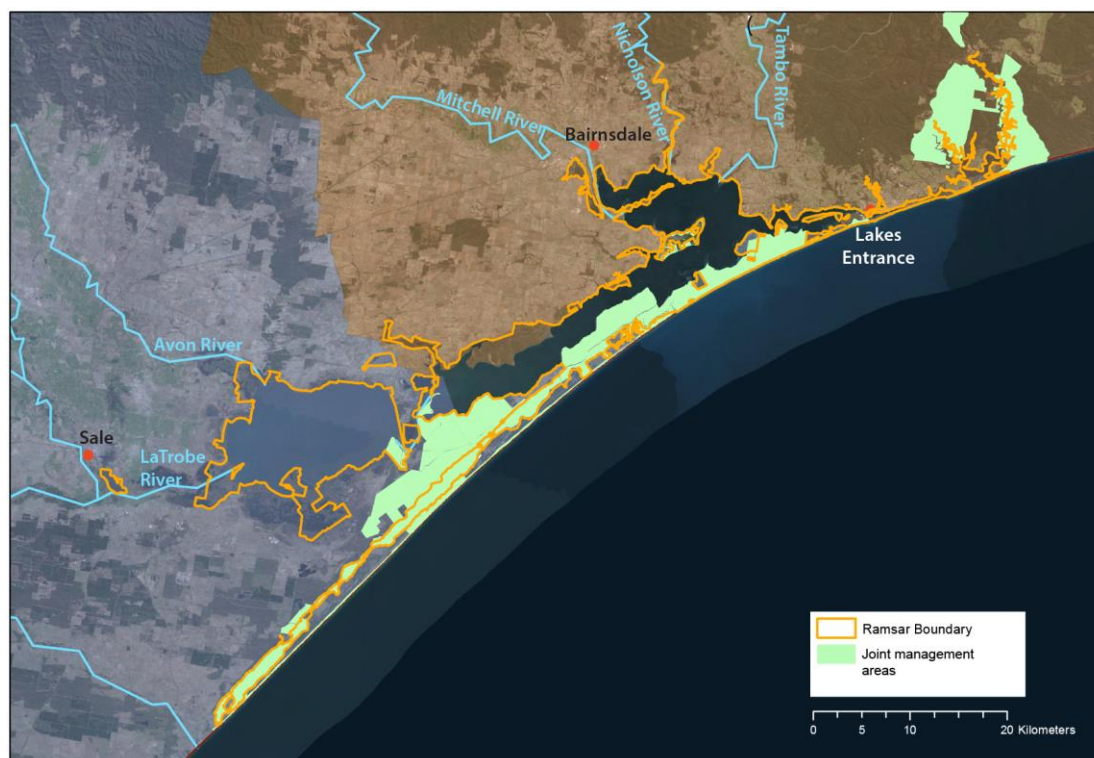 Nicholson River
Tambo River
Mitchell River
Bairnsdale
Lakes
Entrance
Avon River
Sale
LaTrobe
River
Ramsar Boundary
Joint management
areas
0 5 10 20 Kilometers